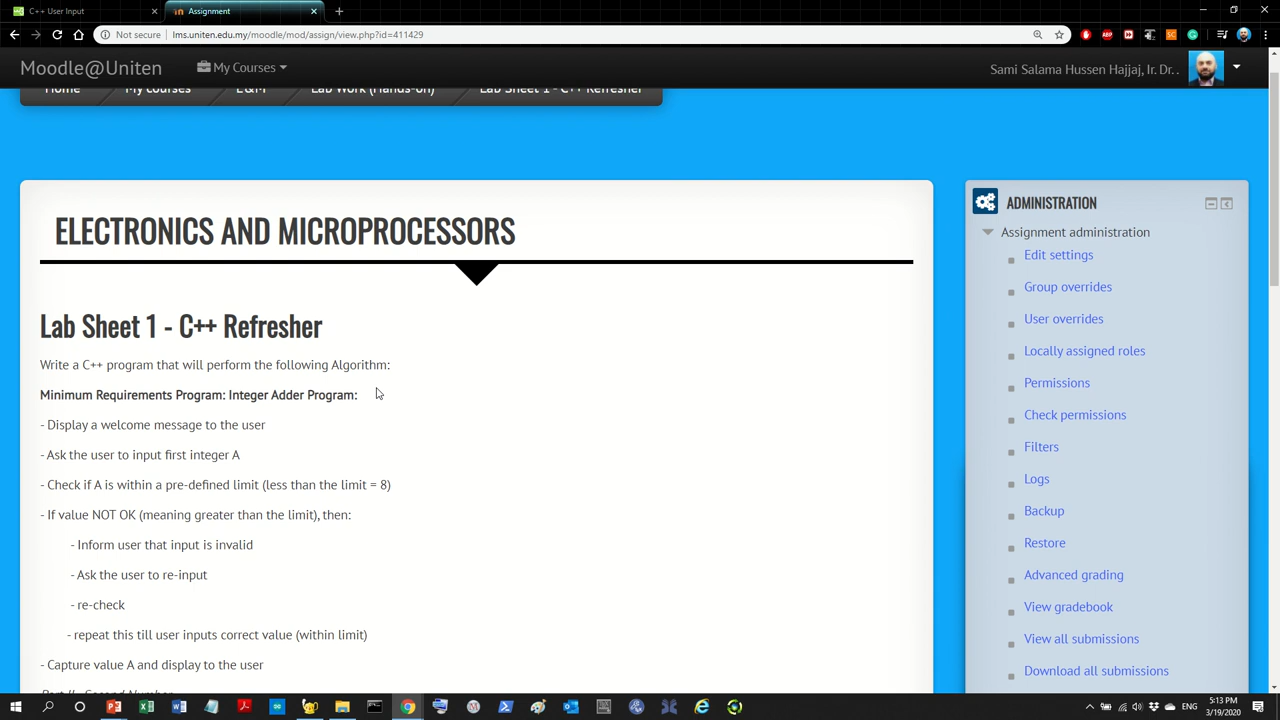 C++ User Input
Assignment
Not secure | lms.uniten.edu.my/moodle/mod/assign/view.php?id=411429
Moodle@Uniten
My Courses
Sami Salama Hussen Hajjaj, Ir. Dr. .
Home
My courses
E&M
Lab Work (Hands-on)
Lab Sheet 1 - C++ Refresher
ELECTRONICS AND MICROPROCESSORS
Lab Sheet 1 - C++ Refresher
Write a C++ program that will perform the following Algorithm:
Minimum Requirements Program: Integer Adder Program:
- Display a welcome message to the user
- Ask the user to input first integer A
- Check if A is within a pre-defined limit (less than the limit = 8)
- If value NOT OK (meaning greater than the limit), then:
- Inform user that input is invalid
- Ask the user to re-input
- re-check
- repeat this till user inputs correct value (within limit)
- Capture value A and display to the user
Part II - Second Number
ADMINISTRATION
Assignment administration
Edit settings
Group overrides
User overrides
Locally assigned roles
Permissions
Check permissions
Filters
Logs
Backup
Restore
Advanced grading
View gradebook
View all submissions
Download all submissions
ENG
5:13 PM
3/19/2020